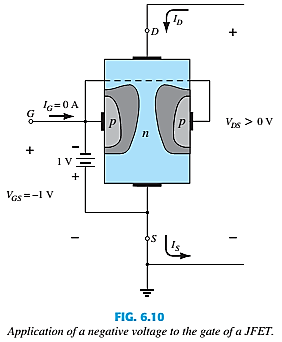 D
I_D
+
I_G = 0 A
G
p
n
p
V_DS > 0 V
+
−
1 V
+
V_GS = −1 V
−
S
I_S
−
FIG. 6.10
Application of a negative voltage to the gate of a JFET.